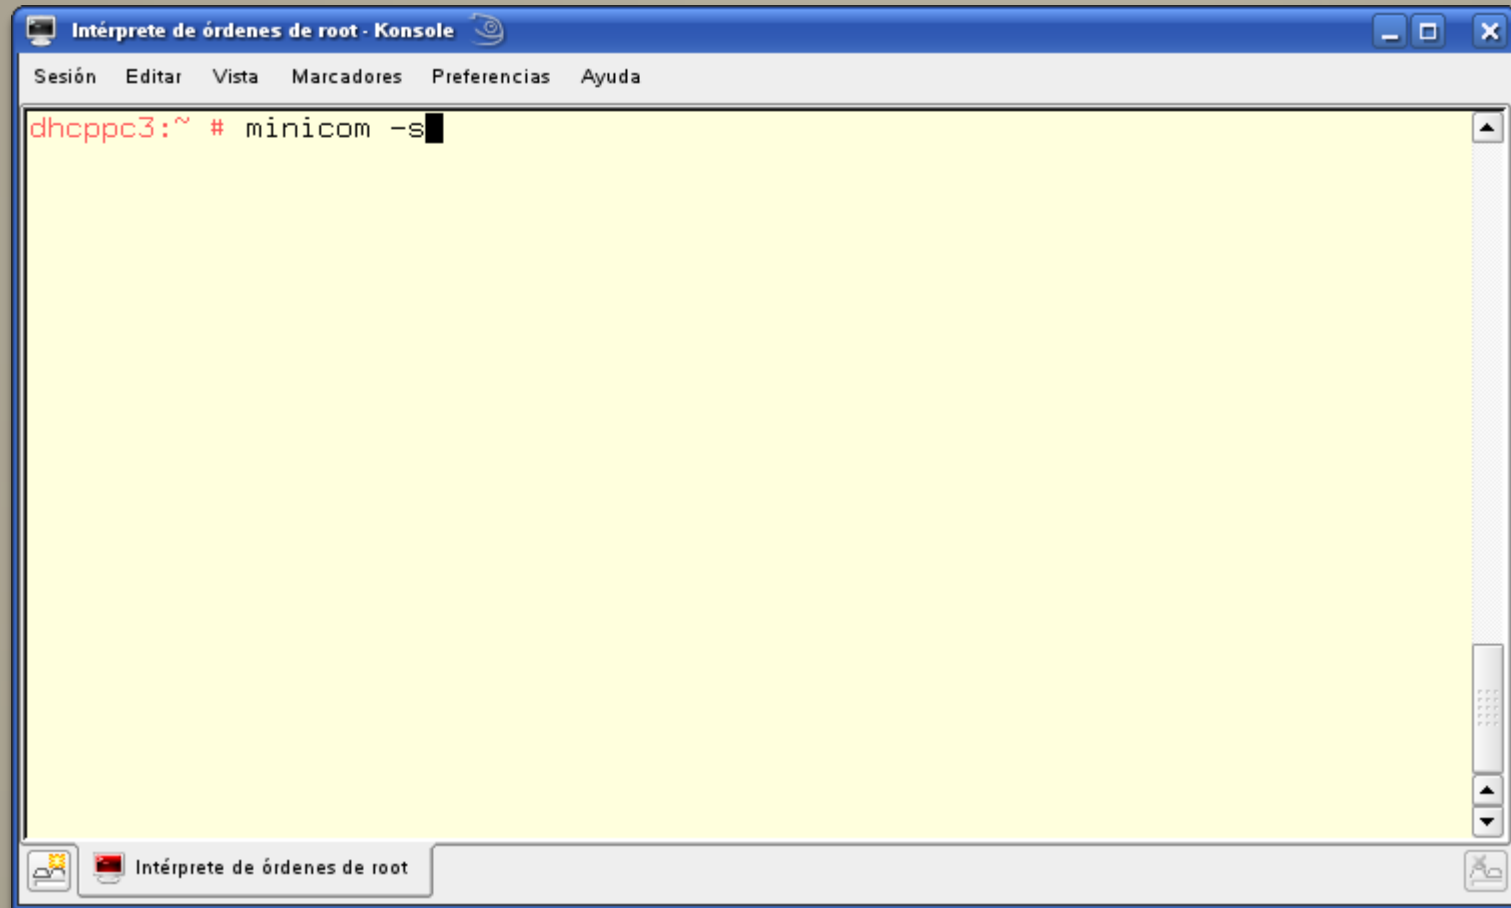 Intérprete de órdenes de root - Konsole
Sesión Editar Vista Marcadores Preferencias Ayuda
dhcppc3:~ # minicom -s
Intérprete de órdenes de root